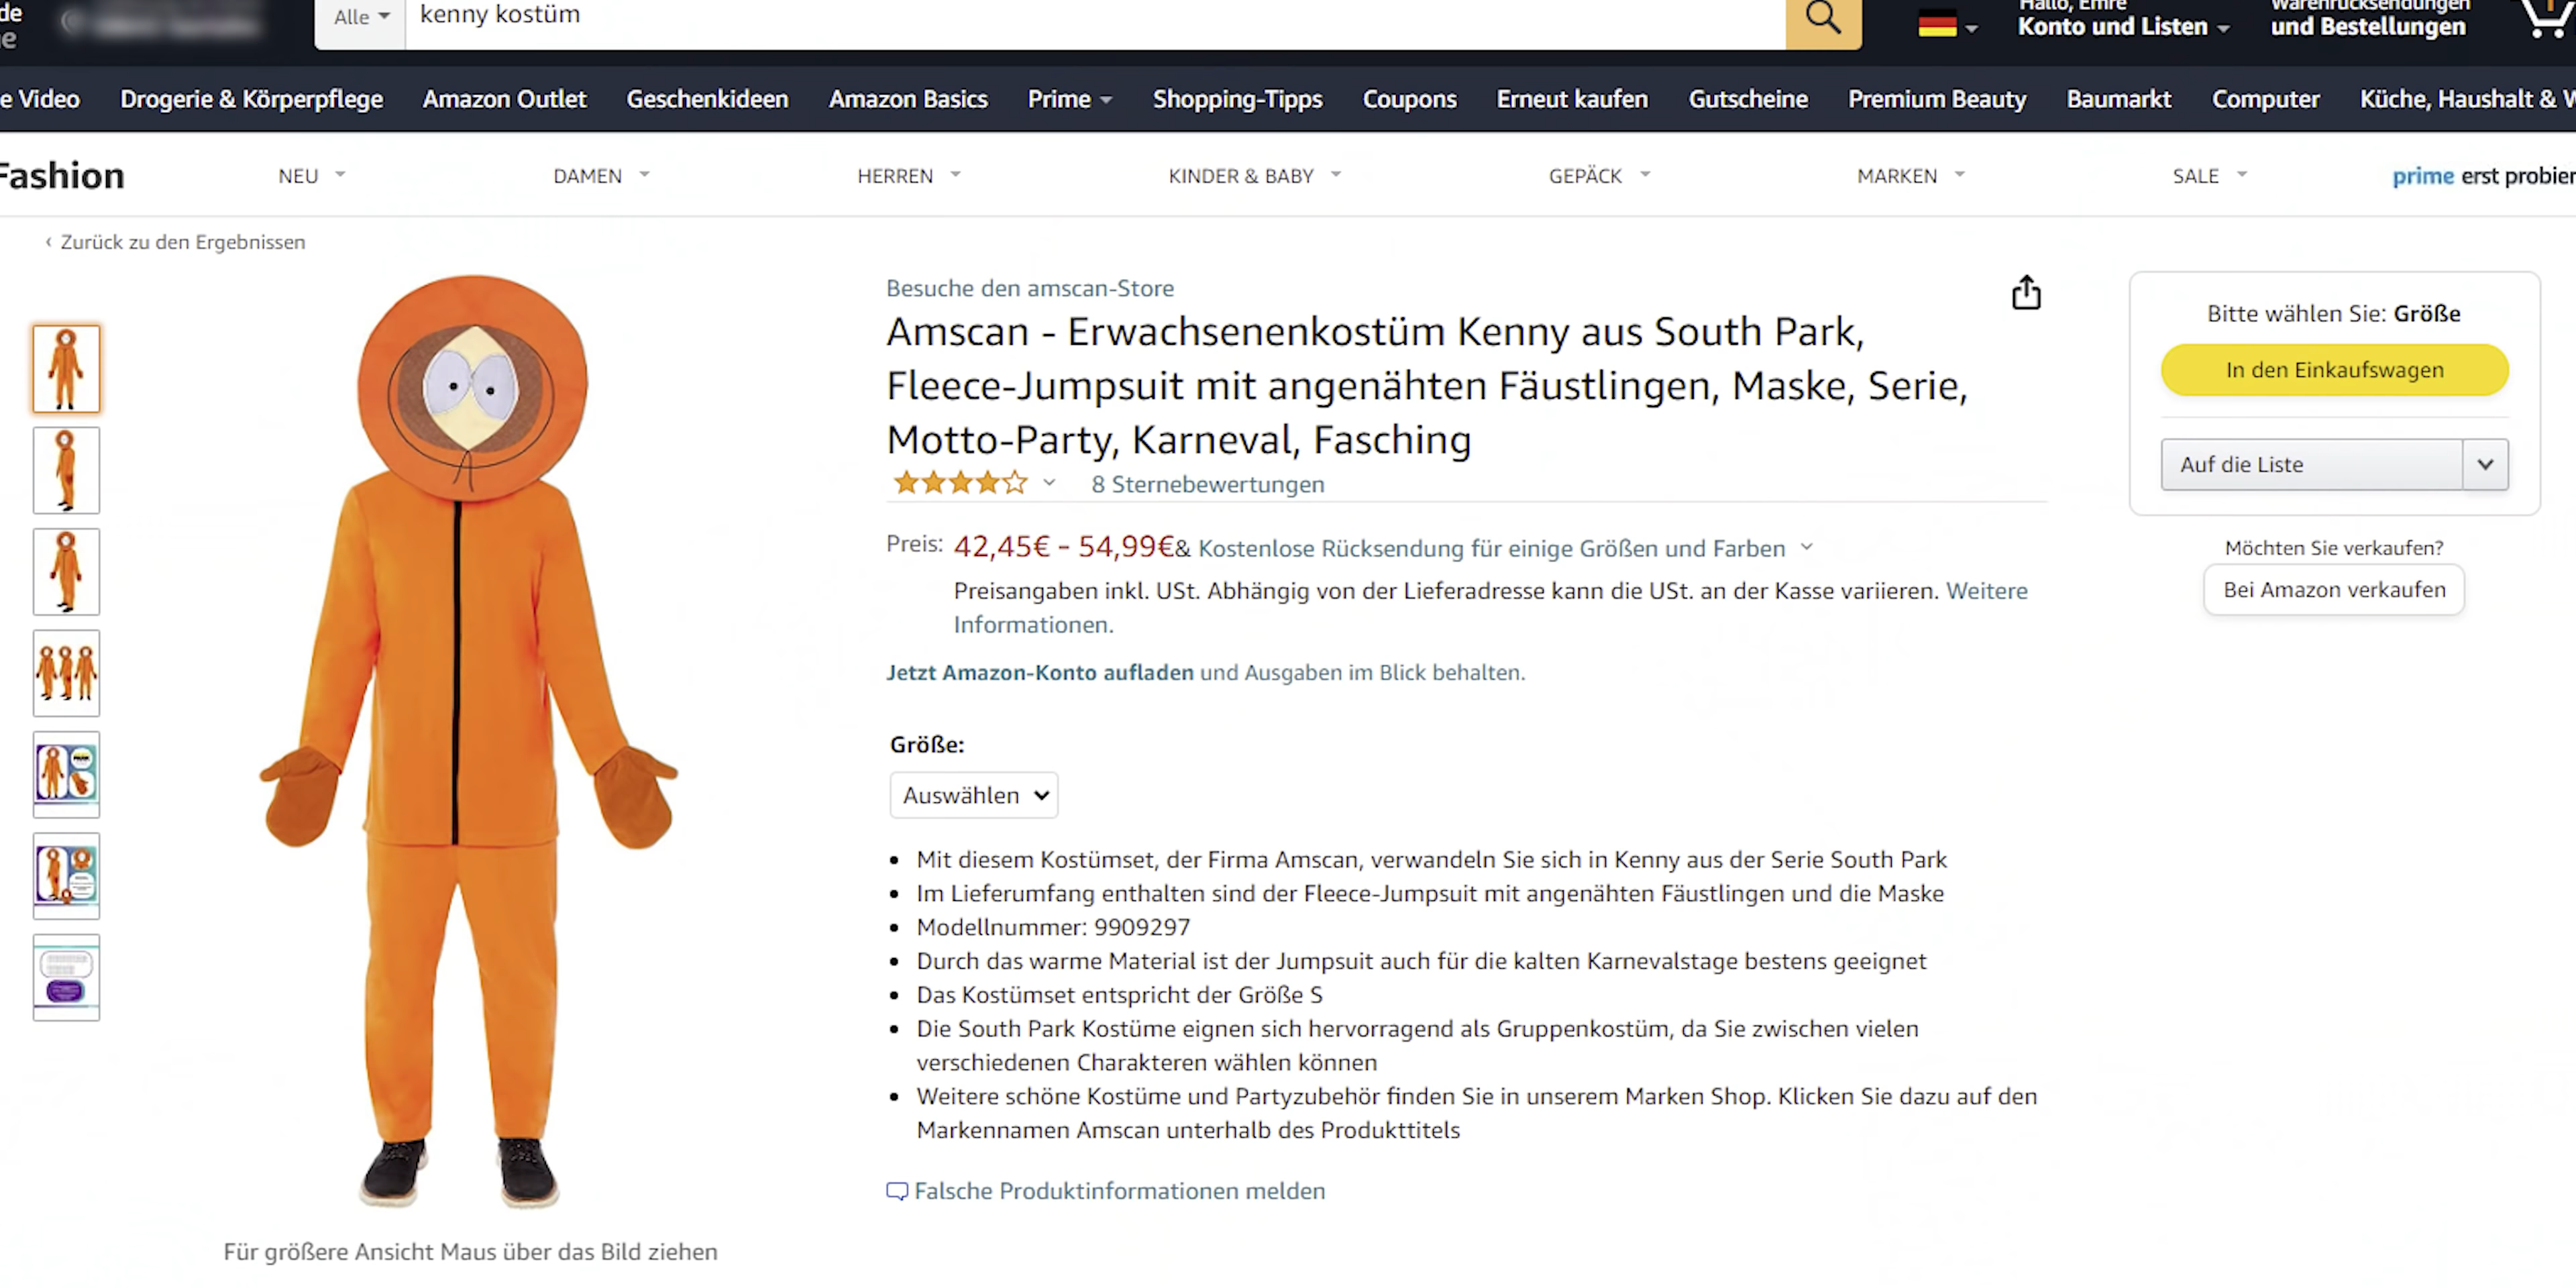 de
Alle
kenny kostüm
Hallo, Emre
Konto und Listen
Warenrücksendungen
und Bestellungen
e Video
Drogerie & Körperpflege
Amazon Outlet
Geschenkideen
Amazon Basics
Prime
Shopping-Tipps
Coupons
Erneut kaufen
Gutscheine
Premium Beauty
Baumarkt
Computer
Küche, Haushalt & W
Fashion
NEU
DAMEN
HERREN
KINDER & BABY
GEPÄCK
MARKEN
SALE
prime erst probier
‹ Zurück zu den Ergebnissen
Besuche den amscan-Store
Amscan - Erwachsenenkostüm Kenny aus South Park,
Fleece-Jumpsuit mit angenähten Fäustlingen, Maske, Serie,
Motto-Party, Karneval, Fasching
8 Sternebewertungen
Preis: 42,45€ - 54,99€& Kostenlose Rücksendung für einige Größen und Farben
Preisangaben inkl. USt. Abhängig von der Lieferadresse kann die USt. an der Kasse variieren. Weitere
Informationen.
Jetzt Amazon-Konto aufladen und Ausgaben im Blick behalten.
Größe:
Auswählen
• Mit diesem Kostümset, der Firma Amscan, verwandeln Sie sich in Kenny aus der Serie South Park
• Im Lieferumfang enthalten sind der Fleece-Jumpsuit mit angenähten Fäustlingen und die Maske
• Modellnummer: 9909297
• Durch das warme Material ist der Jumpsuit auch für die kalten Karnevalstage bestens geeignet
• Das Kostümset entspricht der Größe S
• Die South Park Kostüme eignen sich hervorragend als Gruppenkostüm, da Sie zwischen vielen
verschiedenen Charakteren wählen können
• Weitere schöne Kostüme und Partyzubehör finden Sie in unserem Marken Shop. Klicken Sie dazu auf den
Markennamen Amscan unterhalb des Produkttitels
Falsche Produktinformationen melden
Für größere Ansicht Maus über das Bild ziehen
Bitte wählen Sie: Größe
In den Einkaufswagen
Auf die Liste
Möchten Sie verkaufen?
Bei Amazon verkaufen